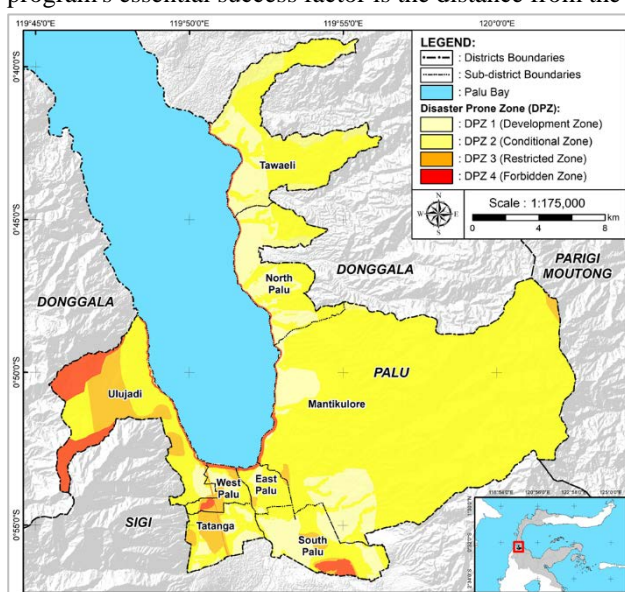 program's essential success factor is the distance from the
119°45'0"E
119°50'0"E
119°55'0"E
120°0'0"E
0°40'0"S
0°45'0"S
0°50'0"S
0°55'0"S
LEGEND:
: Districts Boundaries
: Sub-district Boundaries
: Palu Bay
Disaster Prone Zone (DPZ):
: DPZ 1 (Development Zone)
: DPZ 2 (Conditional Zone)
: DPZ 3 (Restricted Zone)
: DPZ 4 (Forbidden Zone)
N
W
E
S
Scale : 1:175,000
0 2 4 8
km
Tawaeli
North
Palu
DONGGALA
PARIGI
MOUTONG
DONGGALA
PALU
Ulujadi
Mantikulore
West
Palu
East
Palu
SIGI
Tatanga
South
Palu